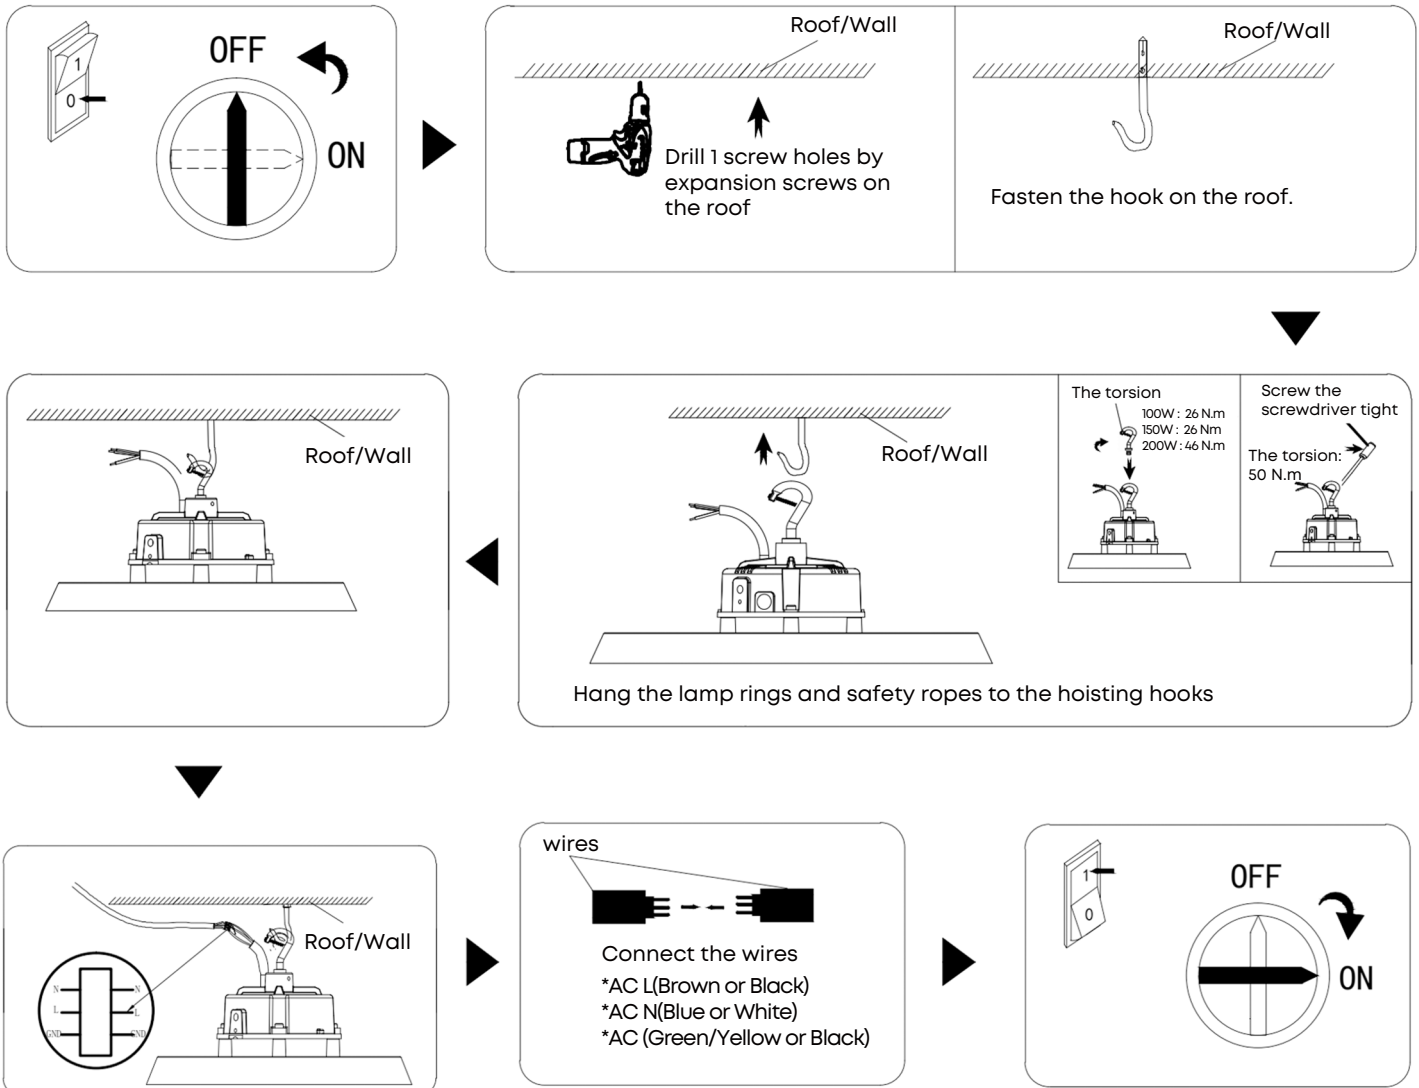 1
0
OFF
ON
Roof/Wall
Drill 1 screw holes by
expansion screws on
the roof
Roof/Wall
Fasten the hook on the roof.
The torsion
100W : 26 N.m
150W : 26 Nm
200W : 46 N.m
Screw the
screwdriver tight
The torsion:
50 N.m
Roof/Wall
Hang the lamp rings and safety ropes to the hoisting hooks
Roof/Wall
Roof/Wall
N N
L L
GND GND
wires
Connect the wires
*AC L(Brown or Black)
*AC N(Blue or White)
*AC (Green/Yellow or Black)
1
0
OFF
ON